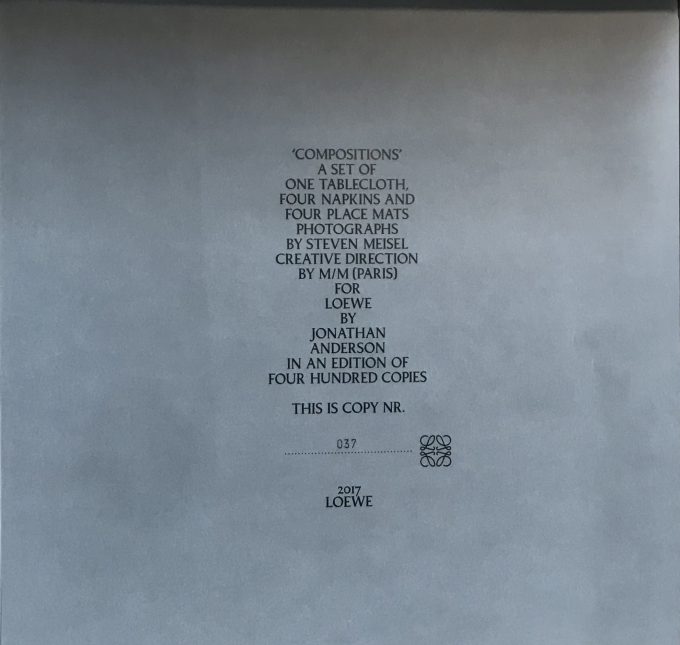 'COMPOSITIONS'
A SET OF
ONE TABLECLOTH,
FOUR NAPKINS AND
FOUR PLACE MATS
PHOTOGRAPHS
BY STEVEN MEISEL
CREATIVE DIRECTION
BY M/M (PARIS)
FOR
LOEWE
BY
JONATHAN
ANDERSON
IN AN EDITION OF
FOUR HUNDRED COPIES
THIS IS COPY NR.
037
2017
LOEWE